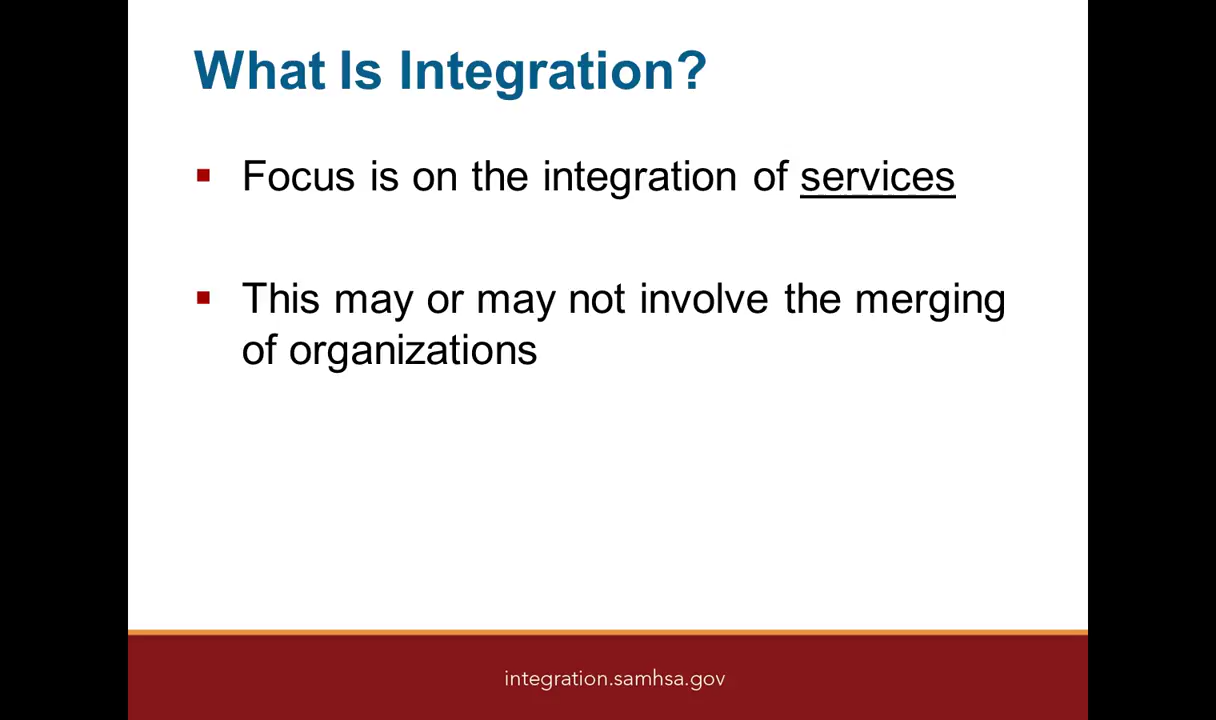 What Is Integration?
Focus is on the integration of services
This may or may not involve the merging
of organizations
integration.samhsa.gov